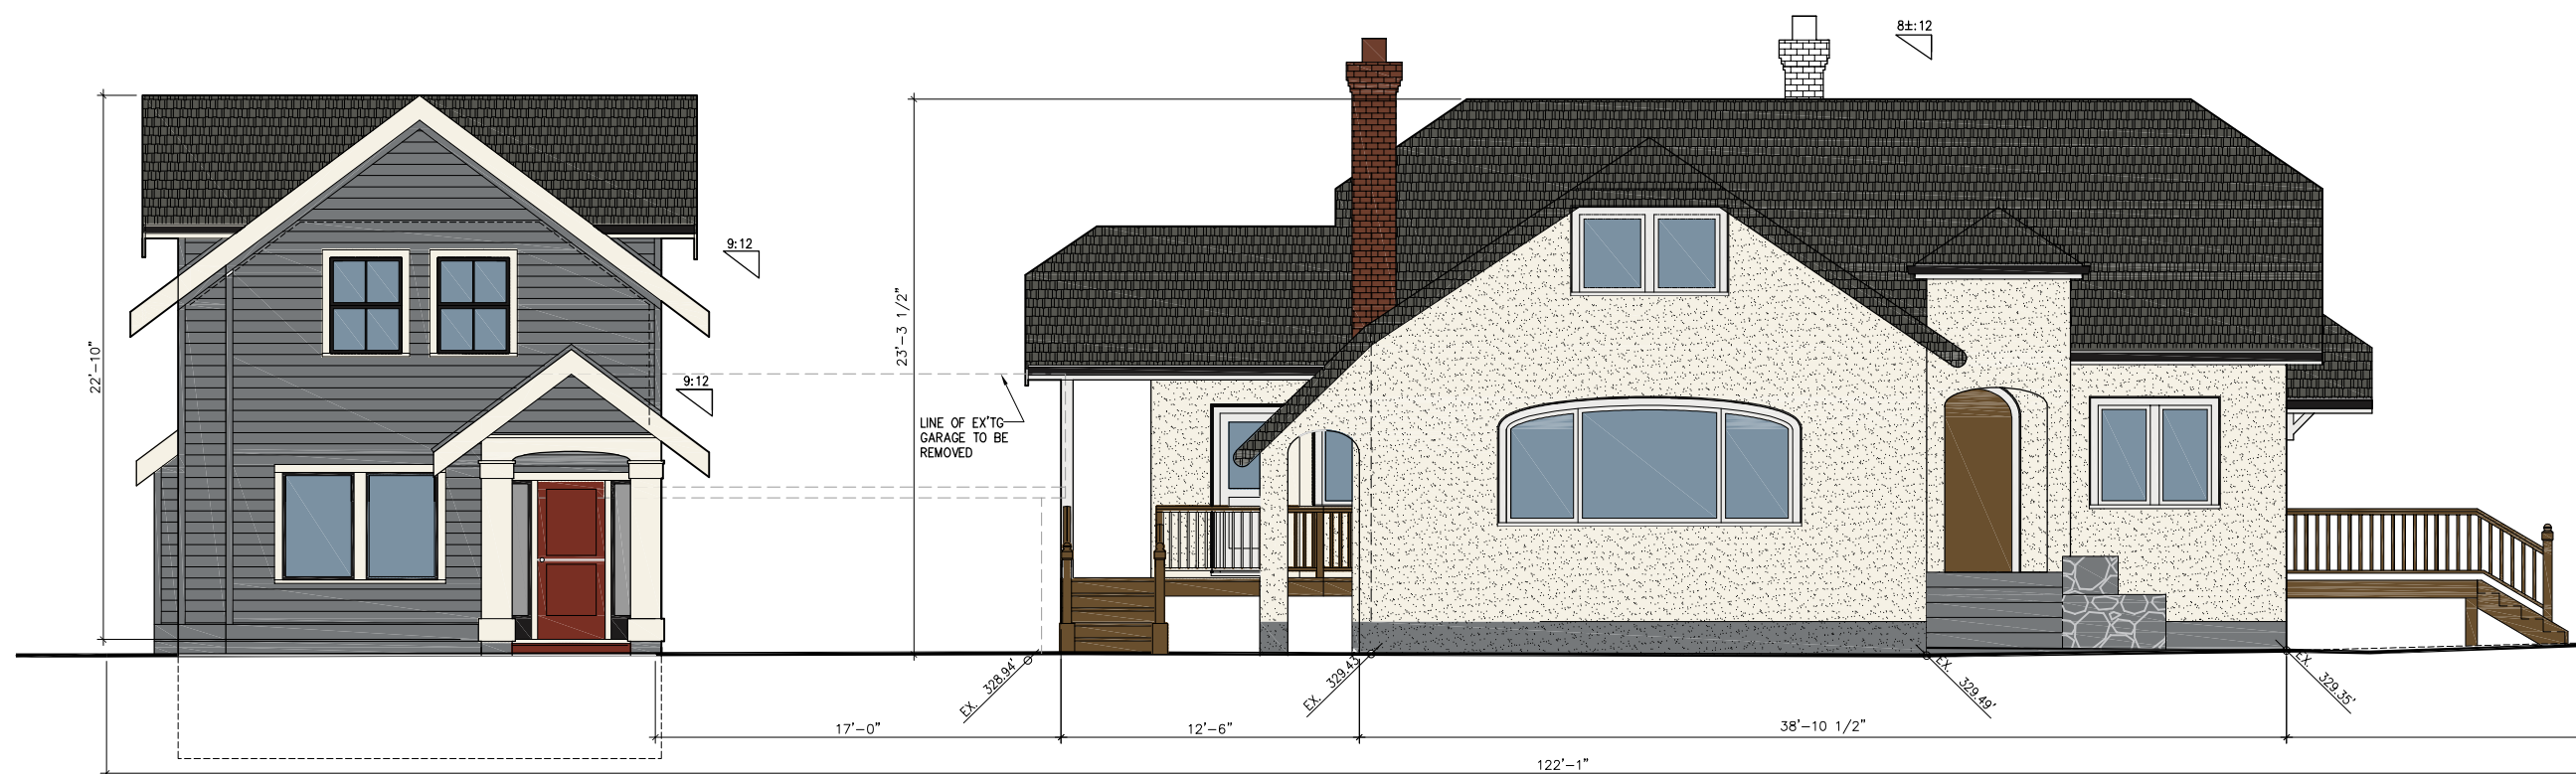 8±:12
9:12
22'-10"
23'-3 1/2"
9:12
LINE OF EX'TG
GARAGE TO BE
REMOVED
EX. 328.94'
EX. 329.43'
EX. 329.49'
EX. 329.35'
17'-0"
12'-6"
38'-10 1/2"
122'-1"